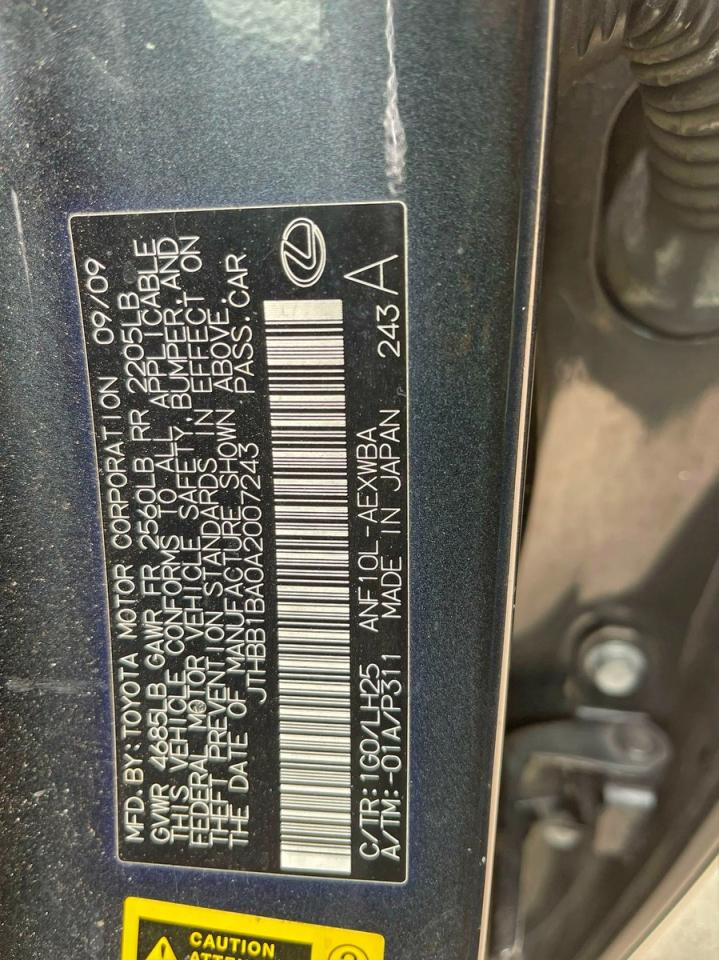 MFD.BY:TOYOTA MOTOR CORPORATION 09/09
GVWR 4685LB GAWR FR 2560LB RR 2205LB
THIS VEHICLE CONFORMS TO ALL APPLICABLE
FEDERAL MOTOR VEHICLE SAFETY, BUMPER, AND
THEFT PREVENTION STANDARDS IN EFFECT ON
THE DATE OF MANUFACTURE SHOWN ABOVE.
JTHBB1BA0A2007243 PASS.CAR
C/TR:1G0/LH25 ANF10L-AEXWBA
A/TM:-01A/P311 MADE IN JAPAN 243 A
CAUTION